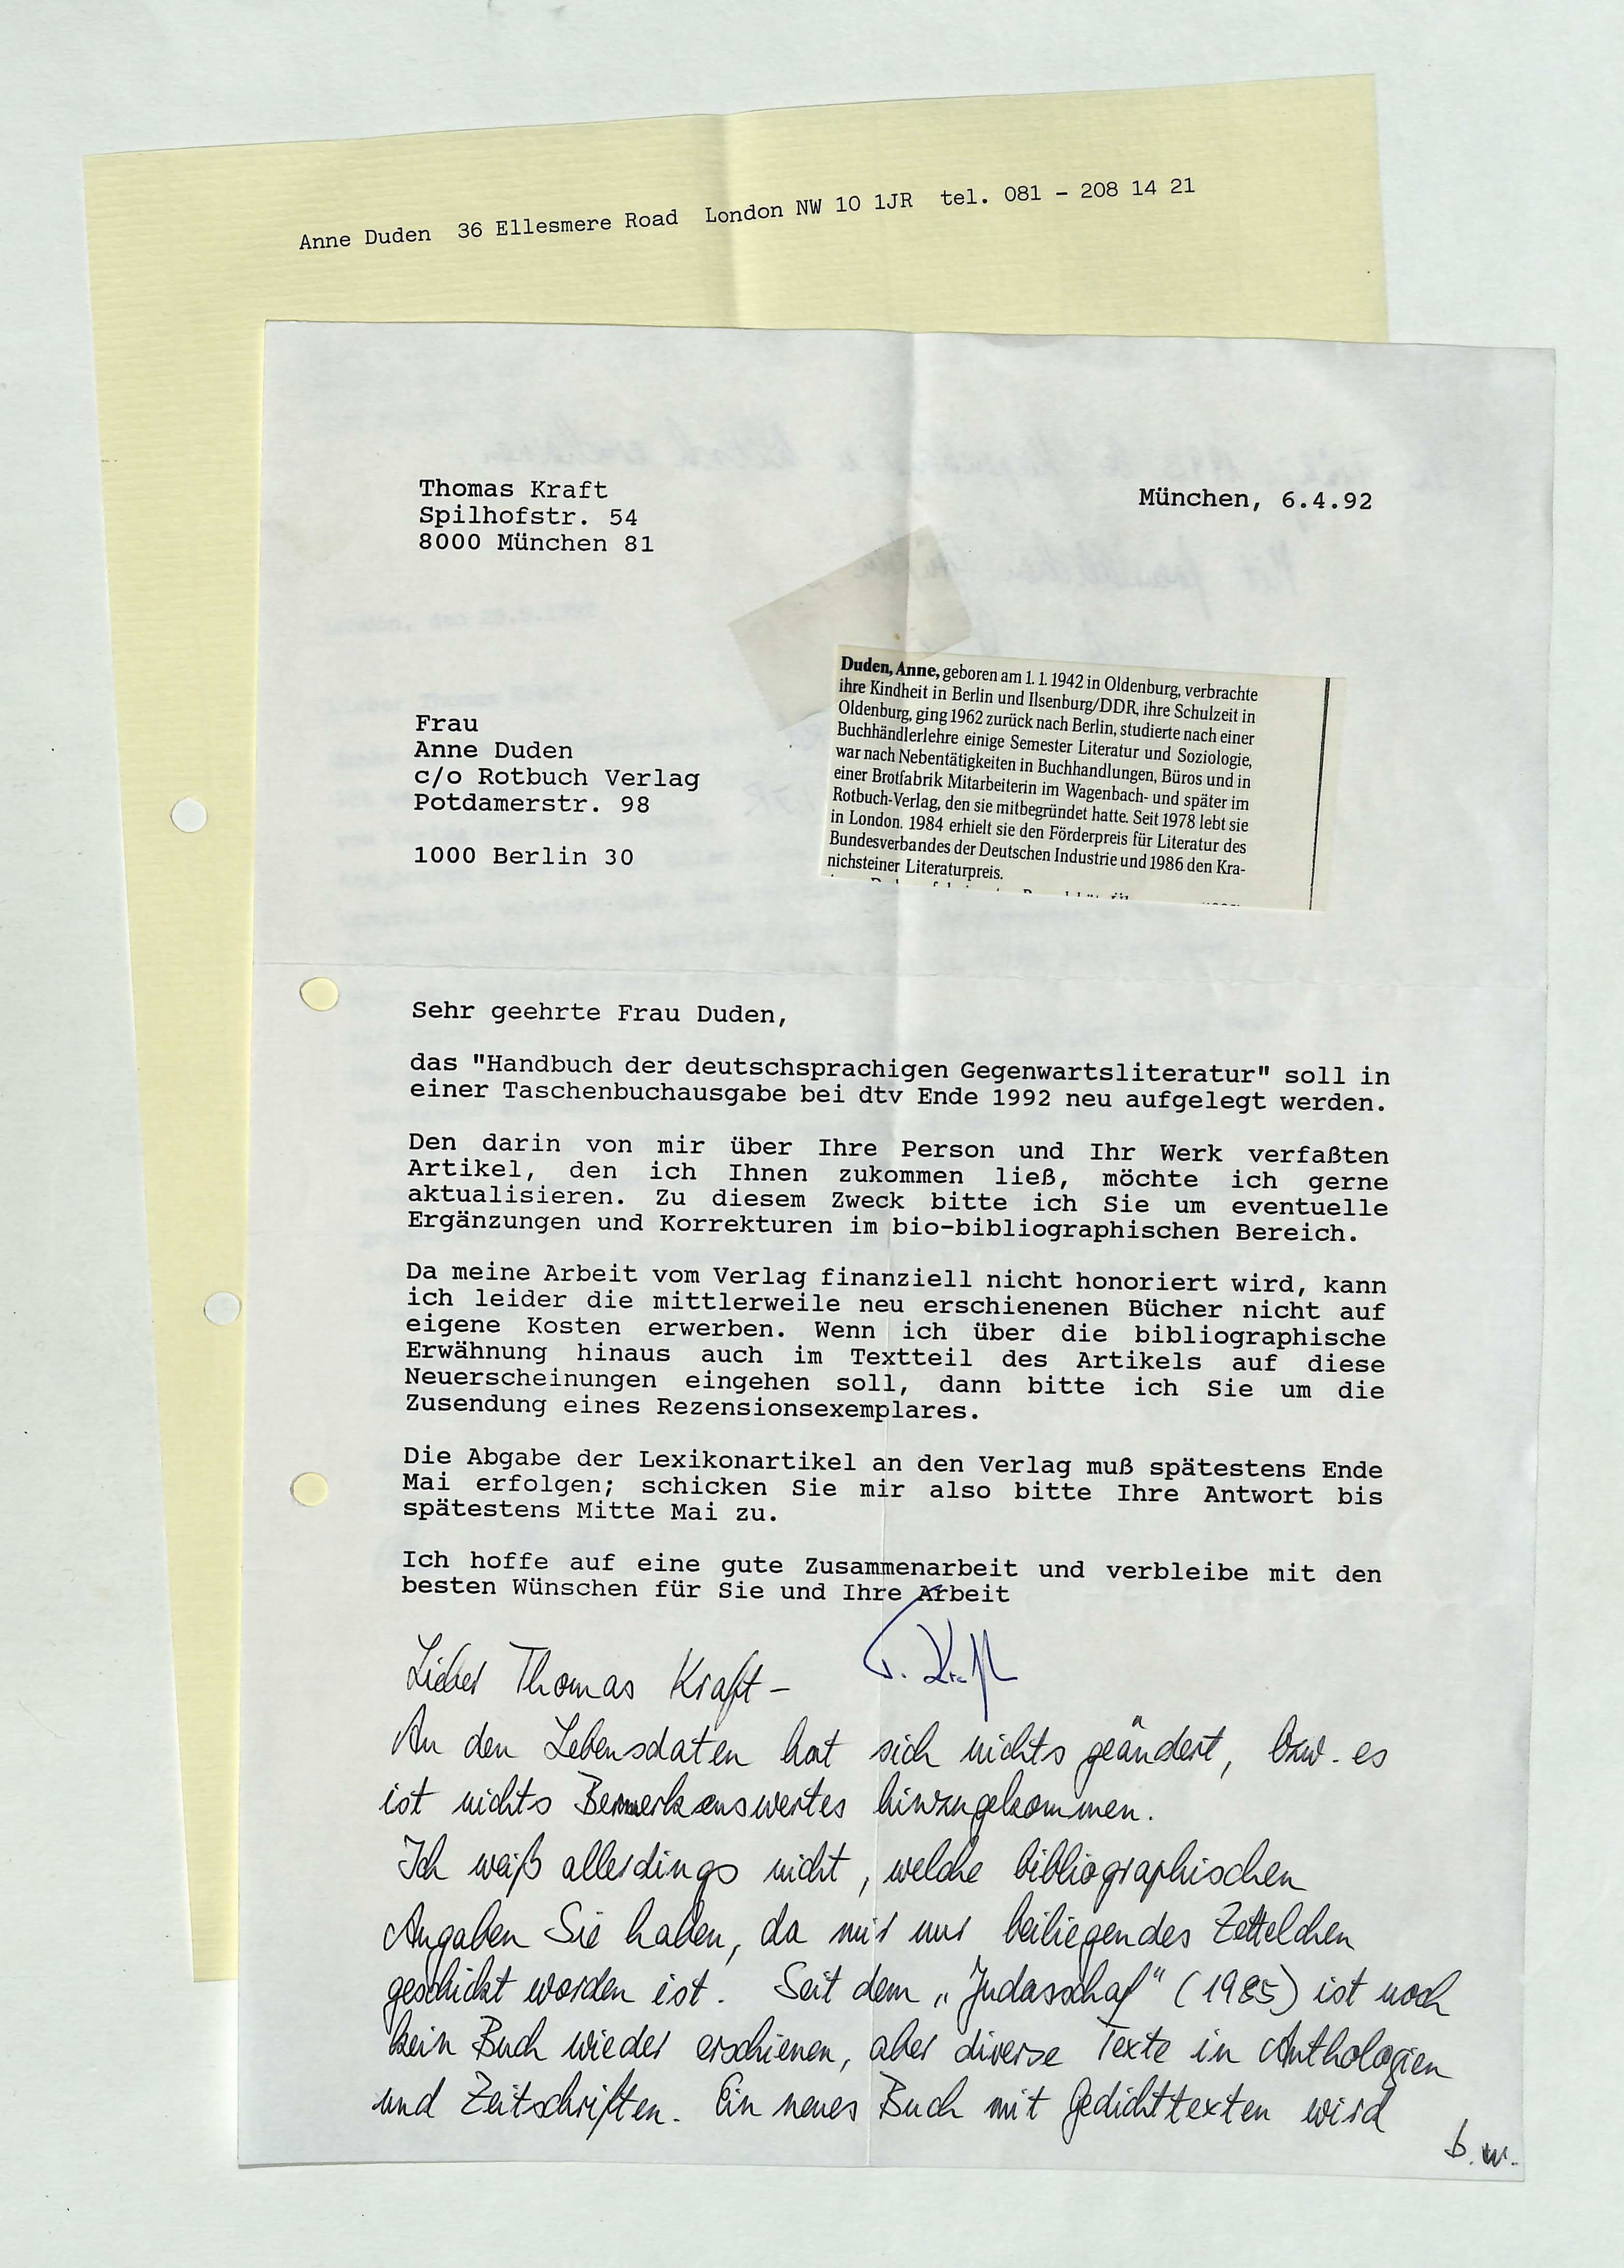 Anne Duden 36 Ellesmere Road London NW 10 1JR tel. 081 - 208 14 21
Thomas Kraft
Spilhofstr. 54
8000 München 81
München, 6.4.92
Frau
Anne Duden
c/o Rotbuch Verlag
Potdamerstr. 98
1000 Berlin 30
Duden, Anne, geboren am 1. 1. 1942 in Oldenburg, verbrachte
ihre Kindheit in Berlin und Ilsenburg/DDR, ihre Schulzeit in
Oldenburg, ging 1962 zurück nach Berlin, studierte nach einer
Buchhändlerlehre einige Semester Literatur und Soziologie,
war nach Nebentätigkeiten in Buchhandlungen, Büros und in
einer Brotfabrik Mitarbeiterin im Wagenbach- und später im
Rotbuch-Verlag, den sie mitbegründet hatte. Seit 1978 lebt sie
in London. 1984 erhielt sie den Förderpreis für Literatur des
Bundesverbandes der Deutschen Industrie und 1986 den Kra-
nichsteiner Literaturpreis.
Sehr geehrte Frau Duden,
das "Handbuch der deutschsprachigen Gegenwartsliteratur" soll in
einer Taschenbuchausgabe bei dtv Ende 1992 neu aufgelegt werden.
Den darin von mir über Ihre Person und Ihr Werk verfaßten
Artikel, den ich Ihnen zukommen ließ, möchte ich gerne
aktualisieren. Zu diesem Zweck bitte ich Sie um eventuelle
Ergänzungen und Korrekturen im bio-bibliographischen Bereich.
Da meine Arbeit vom Verlag finanziell nicht honoriert wird, kann
ich leider die mittlerweile neu erschienenen Bücher nicht auf
eigene Kosten erwerben. Wenn ich über die bibliographische
Erwähnung hinaus auch im Textteil des Artikels auf diese
Neuerscheinungen eingehen soll, dann bitte ich Sie um die
Zusendung eines Rezensionsexemplares.
Die Abgabe der Lexikonartikel an den Verlag muß spätestens Ende
Mai erfolgen; schicken Sie mir also bitte Ihre Antwort bis
spätestens Mitte Mai zu.
Ich hoffe auf eine gute Zusammenarbeit und verbleibe mit den
besten Wünschen für Sie und Ihre Arbeit
T. Kraft
Lieber Thomas Kraft –
An den Lebensdaten hat sich nichts geändert, bzw. es
ist nichts Bemerkenswertes hinzugekommen.
Ich weiß allerdings nicht, welche bibliographischen
Angaben Sie haben, da mir nur beiliegendes Zettelchen
geschickt worden ist. Seit dem „Judasschaf“ (1985) ist noch
kein Buch wieder erschienen, aber diverse Texte in Anthologien
und Zeitschriften. Ein neues Buch mit Gedichttexten wird
b.w.